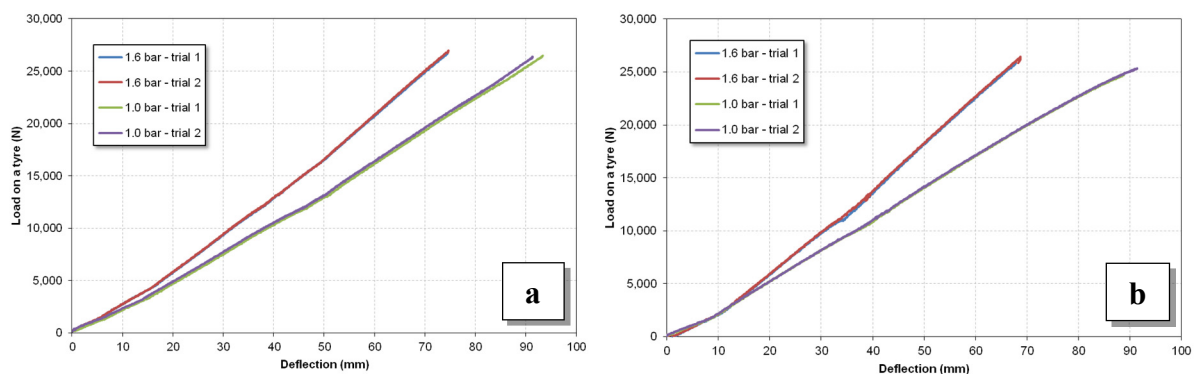 30,000
25,000
20,000
15,000
10,000
5,000
0
Load on a tyre (N)
1.6 bar - trial 1
1.6 bar - trial 2
1.0 bar - trial 1
1.0 bar - trial 2
a
0 10 20 30 40 50 60 70 80 90 100
Deflection (mm)
30,000
25,000
20,000
15,000
10,000
5,000
0
Load on a tyre (N)
1.6 bar - trial 1
1.6 bar - trial 2
1.0 bar - trial 1
1.0 bar - trial 2
b
0 10 20 30 40 50 60 70 80 90 100
Deflection (mm)